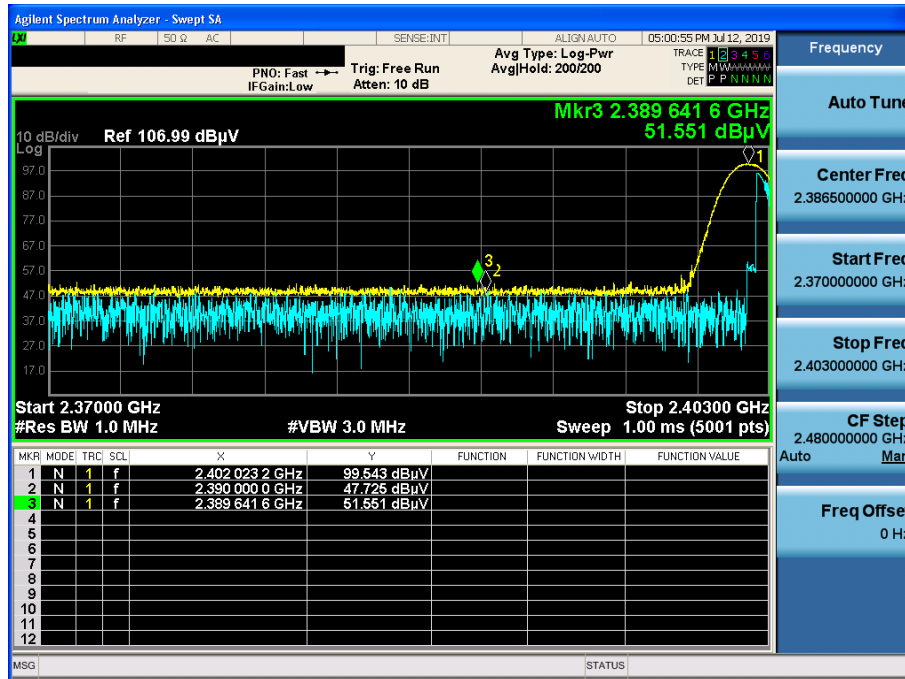 Agilent Spectrum Analyzer - Swept SA
LXI RF 50 Ω AC SENSE:INT ALIGN AUTO 05:00:55 PM Jul 12, 2019
Frequency
PNO: Fast Trig: Free Run Avg Type: Log-Pwr TRACE 1 2 3 4 5 6
IFGain:Low Atten: 10 dB Avg|Hold: 200/200 TYPE M WWWWW
DET P P N N N N
Auto Tune
Mkr3 2.389 641 6 GHz
10 dB/div Ref 106.99 dBµV 51.551 dBµV
Log
97.0
87.0
77.0
67.0
57.0
47.0
37.0
27.0
17.0
1
3
2
Center Freq
2.386500000 GHz
Start Freq
2.370000000 GHz
Stop Freq
2.403000000 GHz
Start 2.37000 GHz Stop 2.40300 GHz
#Res BW 1.0 MHz #VBW 3.0 MHz Sweep 1.00 ms (5001 pts)
CF Step
2.480000000 GHz
Auto Man
MKR MODE TRC SCL X Y FUNCTION FUNCTION WIDTH FUNCTION VALUE
1 N 1 f 2.402 023 2 GHz 99.543 dBµV
2 N 1 f 2.390 000 0 GHz 47.725 dBµV
3 N 1 f 2.389 641 6 GHz 51.551 dBµV
4
5
6
7
8
9
10
11
12
Freq Offset
0 Hz
MSG STATUS